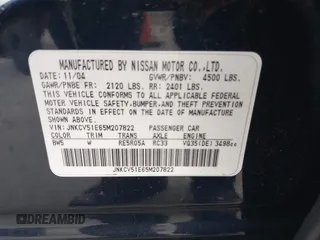 MANUFACTURED BY NISSAN MOTOR CO.,LTD.
DATE: 11/04 GVWR/PNBV: 4500 LBS.
GAWR/PNBE FR: 2120 LBS. RR: 2401 LBS.
THIS VEHICLE CONFORMS TO ALL APPLICABLE FEDERAL
MOTOR VEHICLE SAFETY, BUMPER, AND THEFT PREVENTION
STANDARDS IN EFFECT ON THE DATE OF MANUFACTURE
SHOWN ABOVE.
VIN:JNKCV51E65M207822 PASSENGER CAR
COLOR TRIM TRANS AXLE ENGINE
BW5 W RE5R05A RC33 VQ35(DE) 3498cc
JNKCV51E65M207822
© DREAMBID